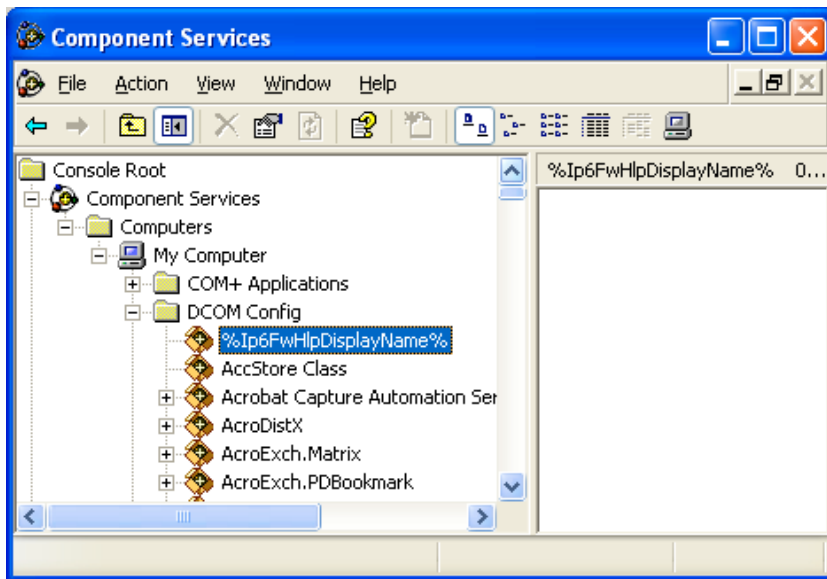 Component Services
File Action View Window Help
Console Root
Component Services
Computers
My Computer
COM+ Applications
DCOM Config
%Ip6FwHlpDisplayName%
AccStore Class
Acrobat Capture Automation Ser
AcroDistX
AcroExch.Matrix
AcroExch.PDBookmark
%Ip6FwHlpDisplayName% 0...